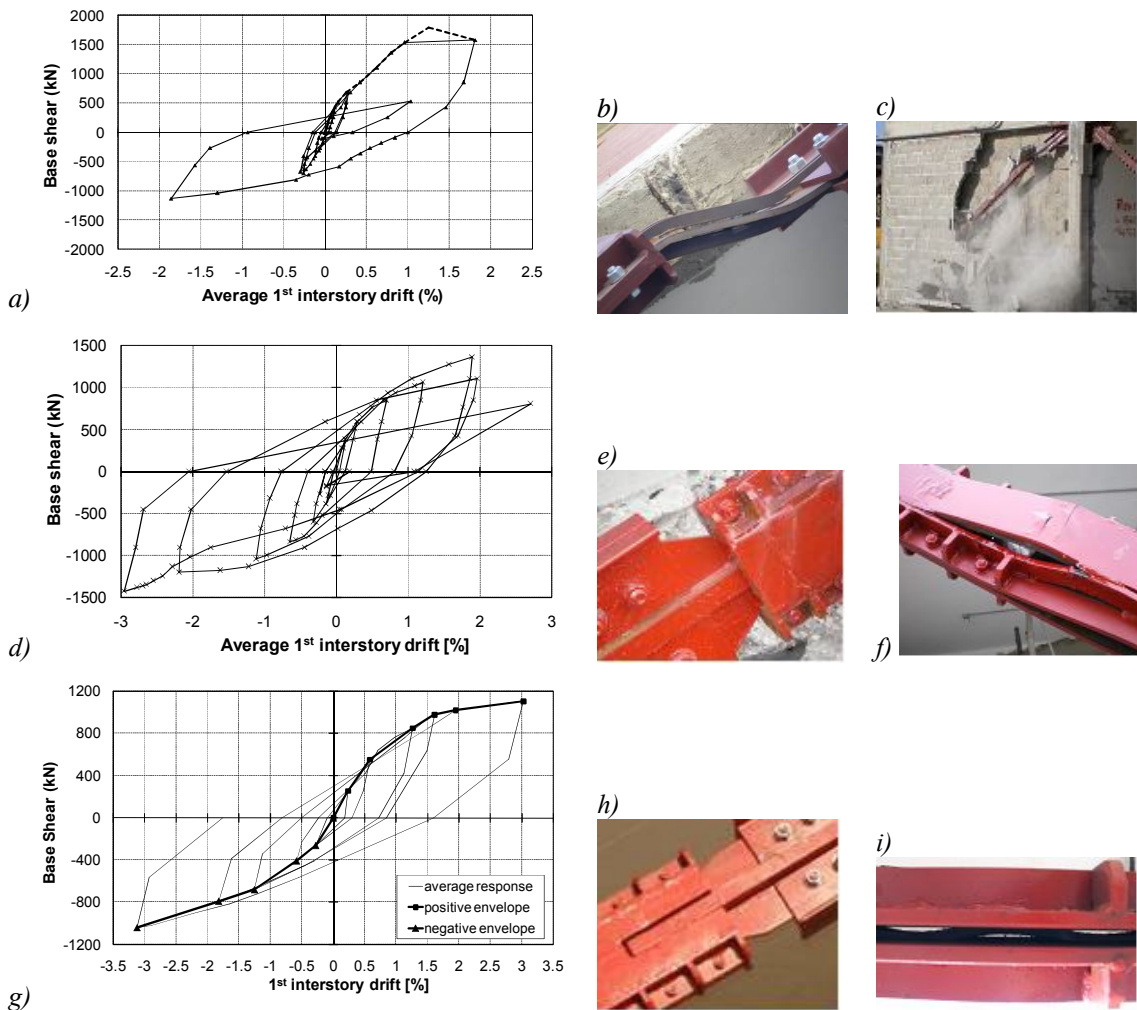 2000
1500
1000
500
0
500
1000
1500
2000
-2.5 -2 -1.5 -1 -0.5 0 0.5 1 1.5 2 2.5
Base shear (kN)
Average 1st interstory drift (%)
a)
b)
c)
1500
1000
500
0
-500
-1000
-1500
-3 -2 -1 0 1 2 3
Base shear (kN)
Average 1st interstory drift [%]
d)
e)
f)
1200
800
400
0
-400
-800
-1200
-3.5 -3 -2.5 -2 -1.5 -1 -0.5 0 0.5 1 1.5 2 2.5 3 3.5
Base Shear (kN)
1st interstory drift [%]
average response
positive envelope
negative envelope
g)
h)
i)